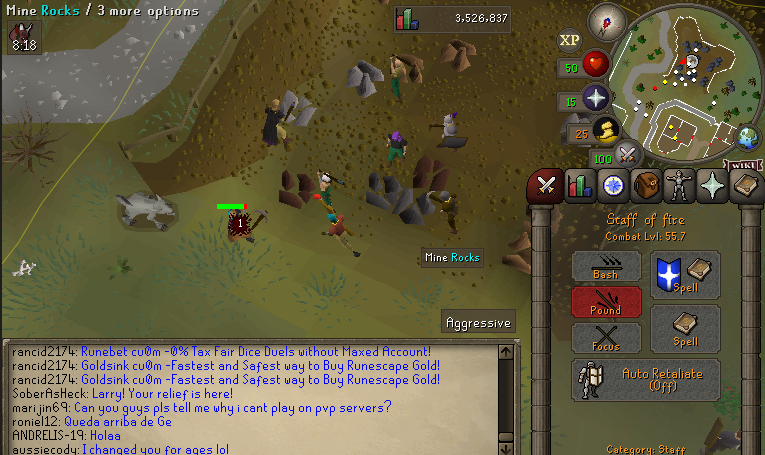 Mine Rocks / 3 more options
8:18
3,526,837
XP
50
15
25
100
WIKI
1
Mine Rocks
Aggressive
Staff of fire
Combat Lvl: 55.7
Bash
Spell
Pound
Spell
Focus
Auto Retaliate
(Off)
Category: Staff
rancid2174: Runebet cu0m -0% Tax Fair Dice Duels without Maxed Account!
rancid2174: Goldsink cu0m -Fastest and Safest way to Buy Runescape Gold!
rancid2174: Goldsink cu0m -Fastest and Safest way to Buy Runescape Gold!
SoberAsHeck: Larry! Your relief is here!
marijin69: Can you guys pls tell me why i cant play on pvp servers?
roniel12: Queda arriba de Ge
ANDRELIS-19: Holaa
aussiecody: I changed you for ages lol